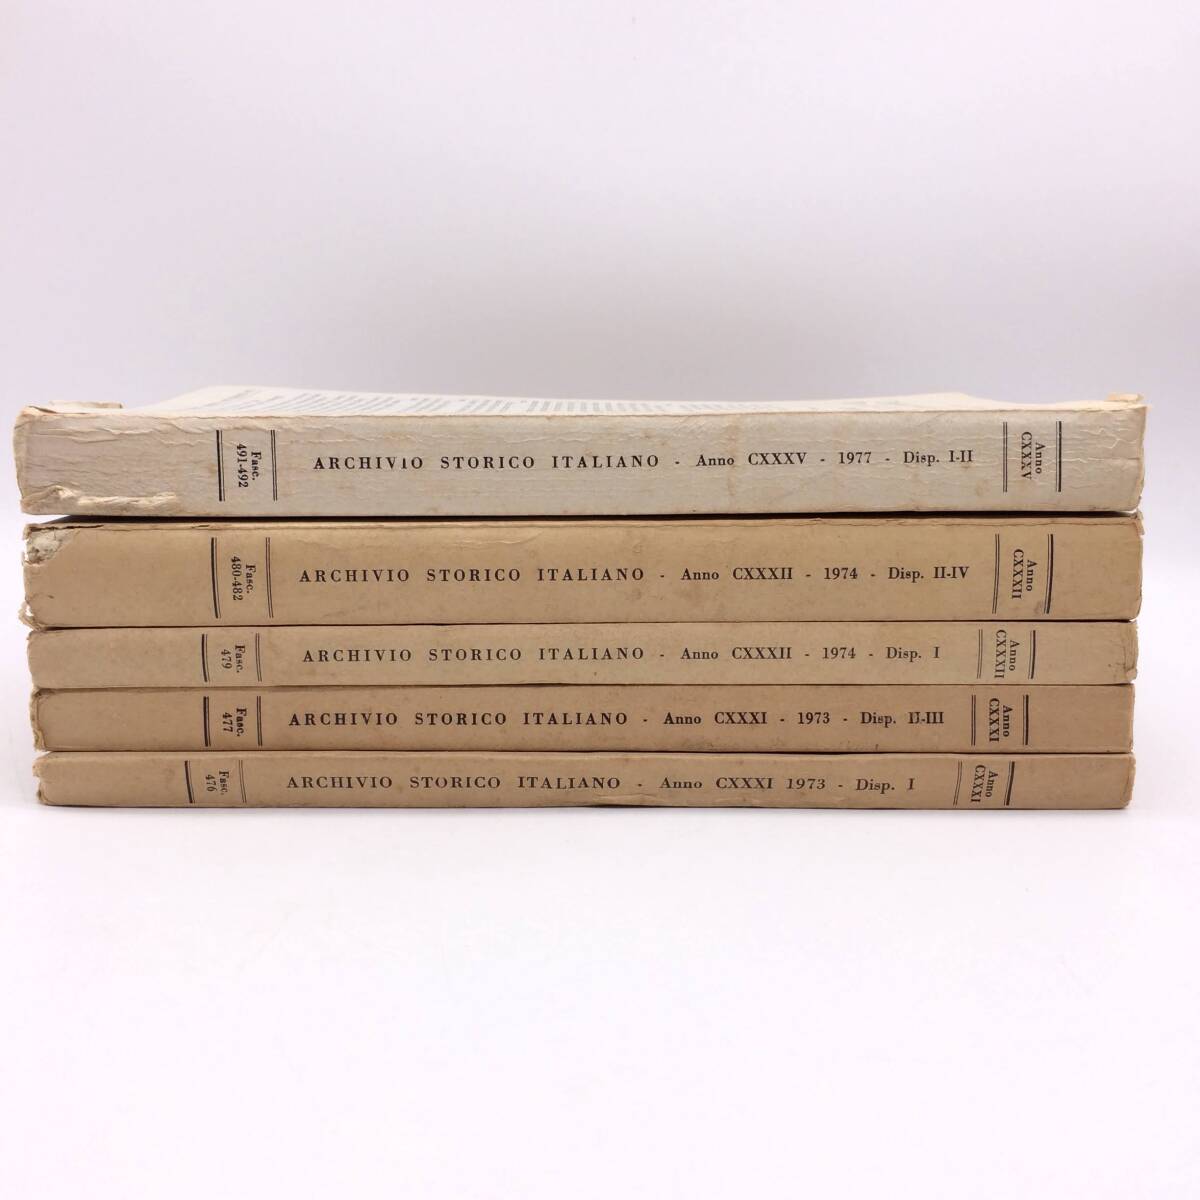 Fasc.
491-492
ARCHIVIO STORICO ITALIANO - Anno CXXXV - 1977 - Disp. I-II
Anno
CXXXV
Fasc.
480-482
ARCHIVIO STORICO ITALIANO - Anno CXXXII - 1974 - Disp. II-IV
Anno
CXXXII
Fasc.
479
ARCHIVIO STORICO ITALIANO - Anno CXXXII - 1974 - Disp. I
Anno
CXXXII
Fasc.
477
ARCHIVIO STORICO ITALIANO - Anno CXXXI - 1973 - Disp. II-III
Anno
CXXXI
Fasc.
476
ARCHIVIO STORICO ITALIANO - Anno CXXXI 1973 - Disp. I
Anno
CXXXI